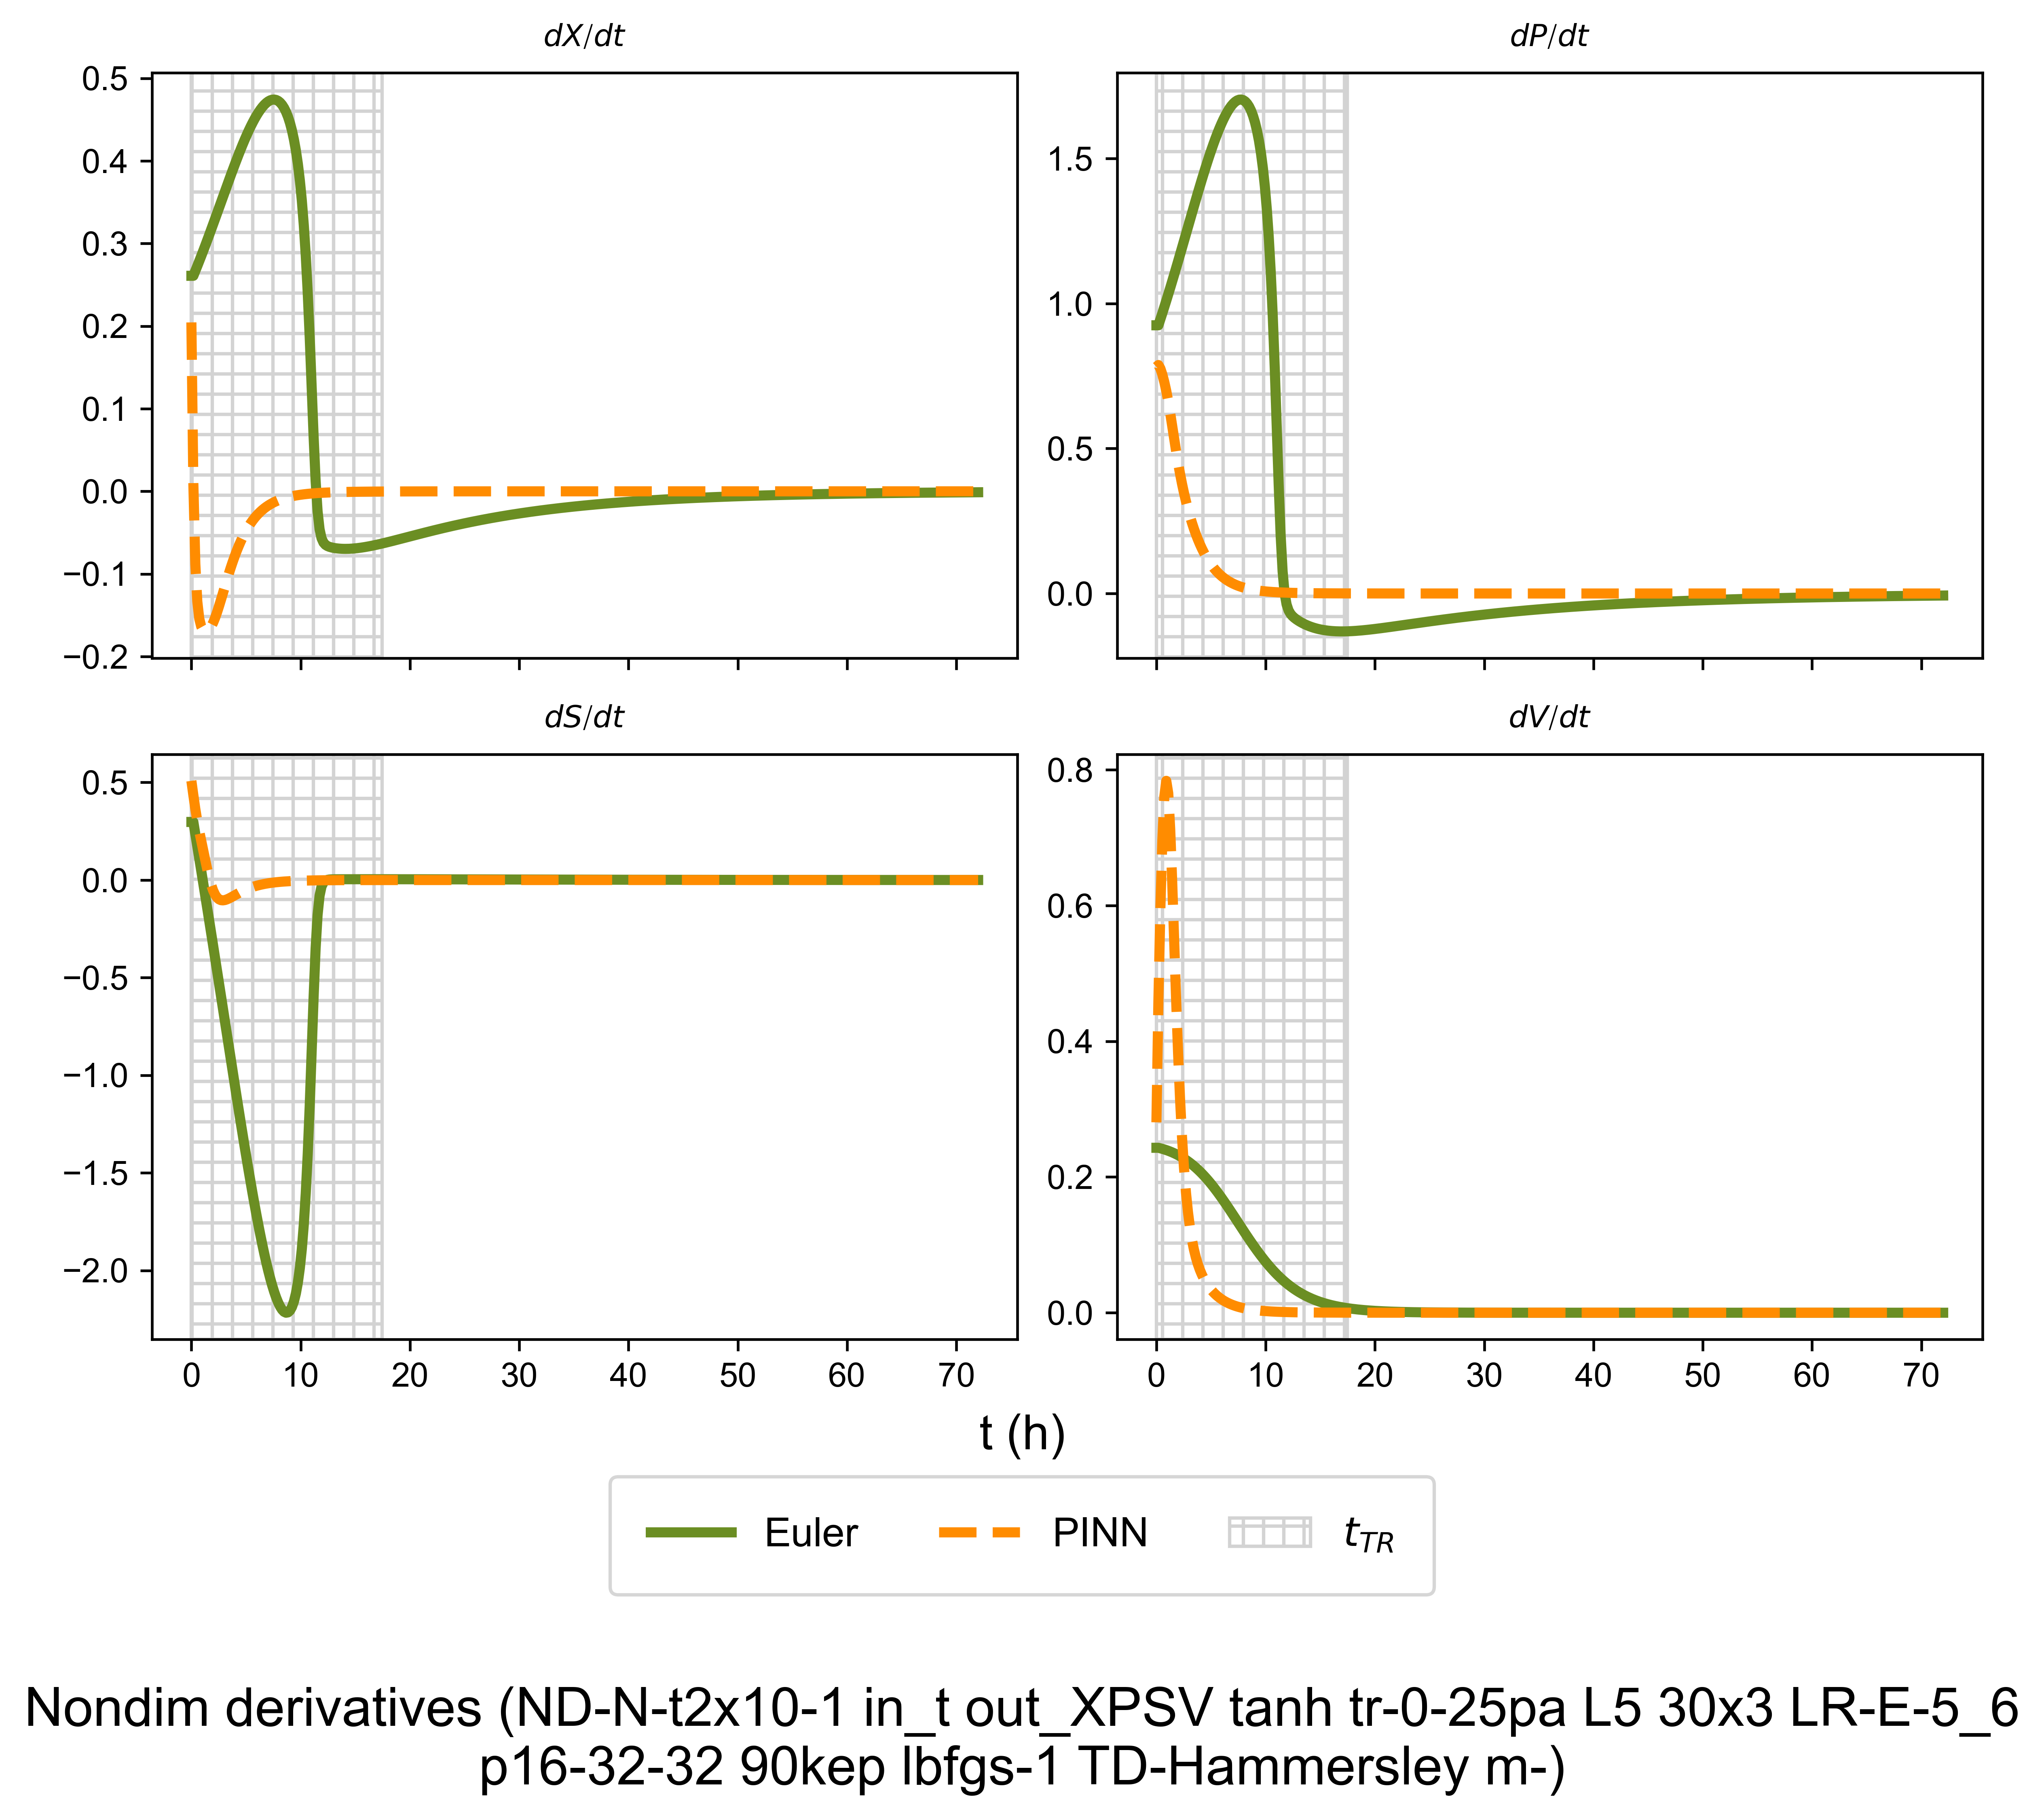 dX/dt
dP/dt
0.5
0.4
0.3
0.2
0.1
0.0
−0.1
−0.2
1.5
1.0
0.5
0.0
dS/dt
dV/dt
0.5
0.0
−0.5
−1.0
−1.5
−2.0
0.8
0.6
0.4
0.2
0.0
0 10 20 30 40 50 60 70
0 10 20 30 40 50 60 70
t (h)
Euler PINN t_TR
Nondim derivatives (ND-N-t2x10-1 in_t out_XPSV tanh tr-0-25pa L5 30x3 LR-E-5_6
p16-32-32 90kep lbfgs-1 TD-Hammersley m-)